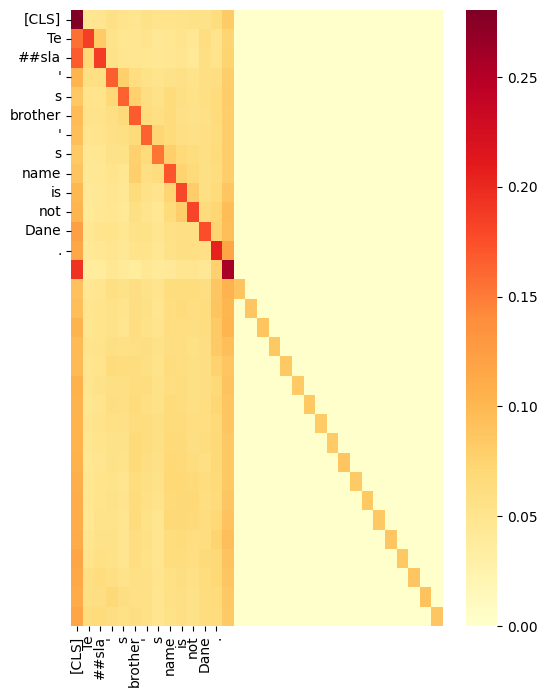 [CLS]
Te
##sla
'
s
brother
'
s
name
is
not
Dane
.
0.25
0.20
0.15
0.10
0.05
0.00
[CLS]
Te
##sla
'
s
brother
'
s
name
is
not
Dane
.